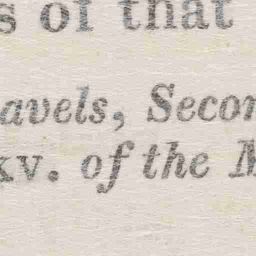 s of that
avels, Secon
xv. of the M